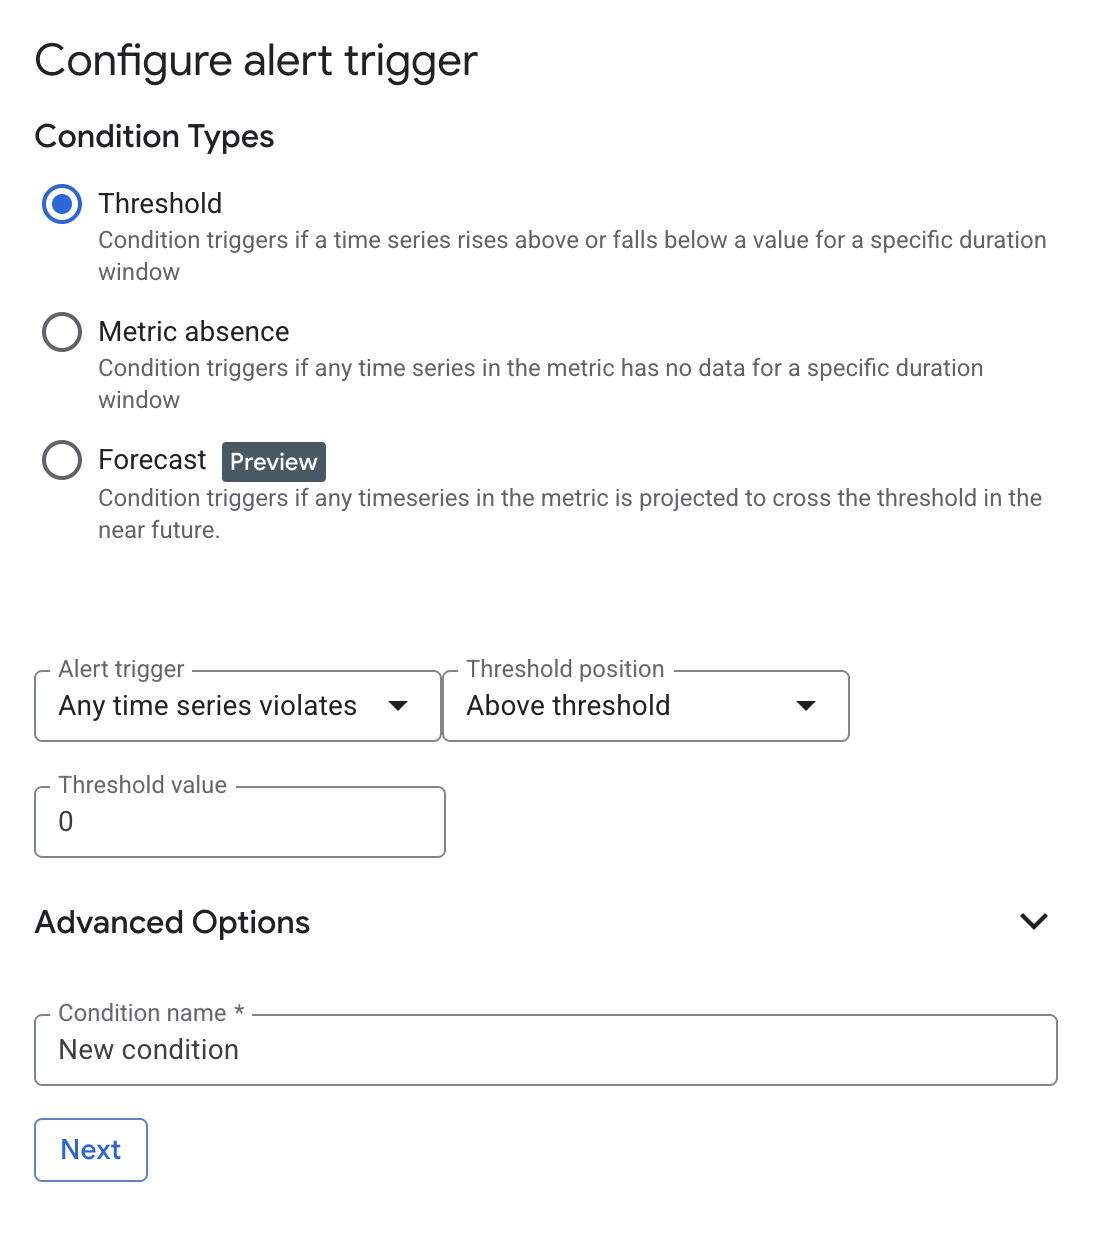 Configure alert trigger
Condition Types
Threshold
Condition triggers if a time series rises above or falls below a value for a specific duration
window
Metric absence
Condition triggers if any time series in the metric has no data for a specific duration
window
Forecast Preview
Condition triggers if any timeseries in the metric is projected to cross the threshold in the
near future.
Alert trigger Threshold position
Any time series violates Above threshold
Threshold value
0
Advanced Options
Condition name *
New condition
Next